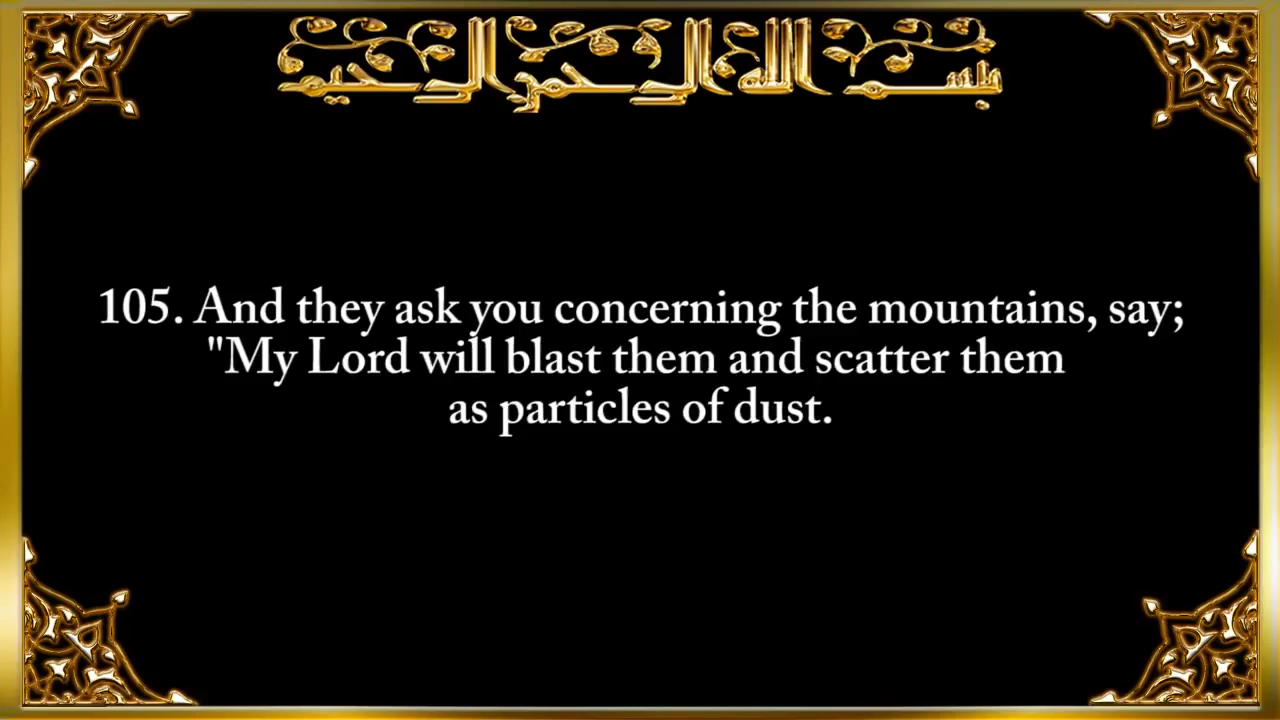 بسم الله الرحمن الرحيم
105. And they ask you concerning the mountains, say;
"My Lord will blast them and scatter them
as particles of dust.